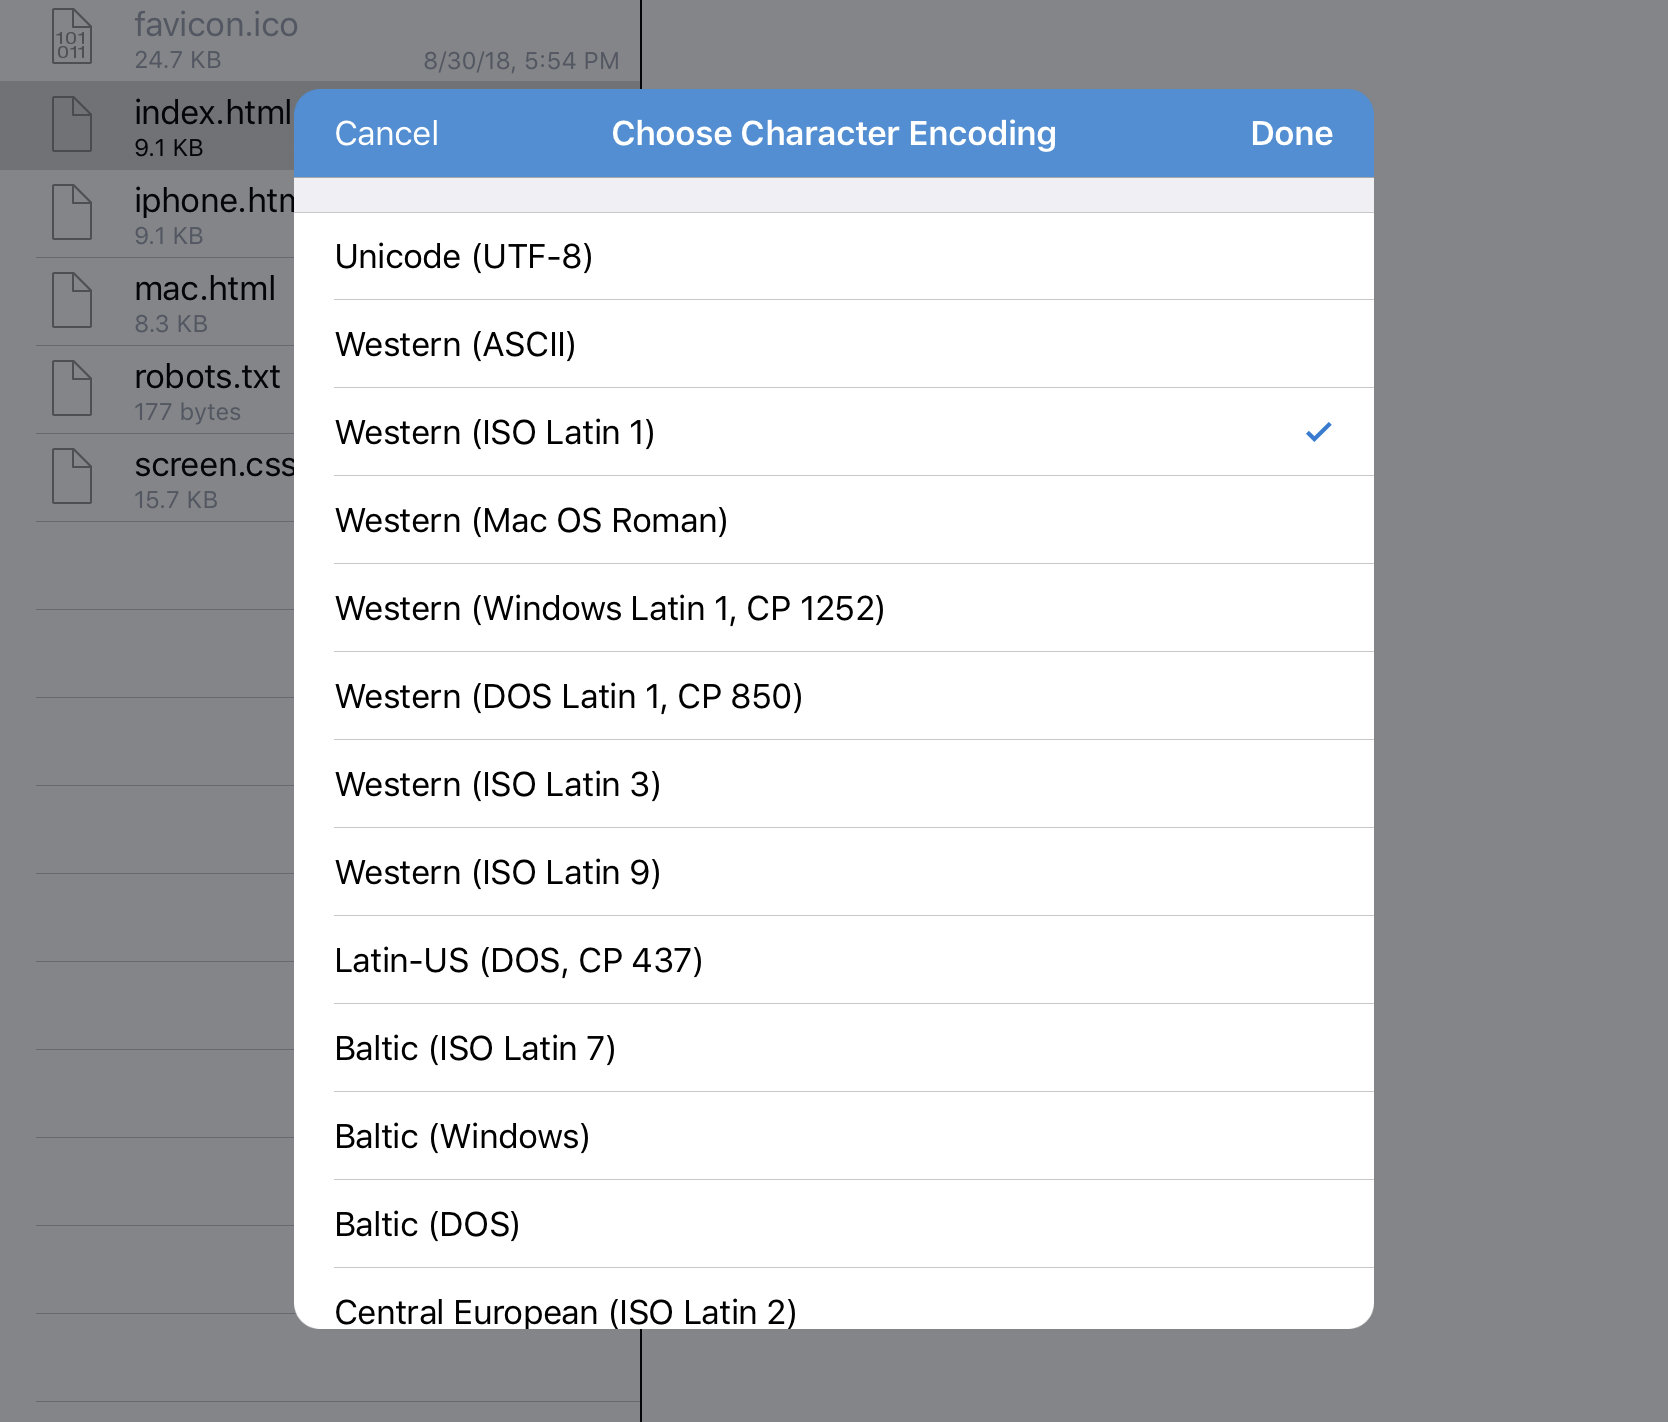 favicon.ico
24.7 KB
8/30/18, 5:54 PM
index.html
9.1 KB
iphone.htm
9.1 KB
mac.html
8.3 KB
robots.txt
177 bytes
screen.css
15.7 KB
101
011
Cancel
Choose Character Encoding
Done
Unicode (UTF-8)
Western (ASCII)
Western (ISO Latin 1)
Western (Mac OS Roman)
Western (Windows Latin 1, CP 1252)
Western (DOS Latin 1, CP 850)
Western (ISO Latin 3)
Western (ISO Latin 9)
Latin-US (DOS, CP 437)
Baltic (ISO Latin 7)
Baltic (Windows)
Baltic (DOS)
Central European (ISO Latin 2)